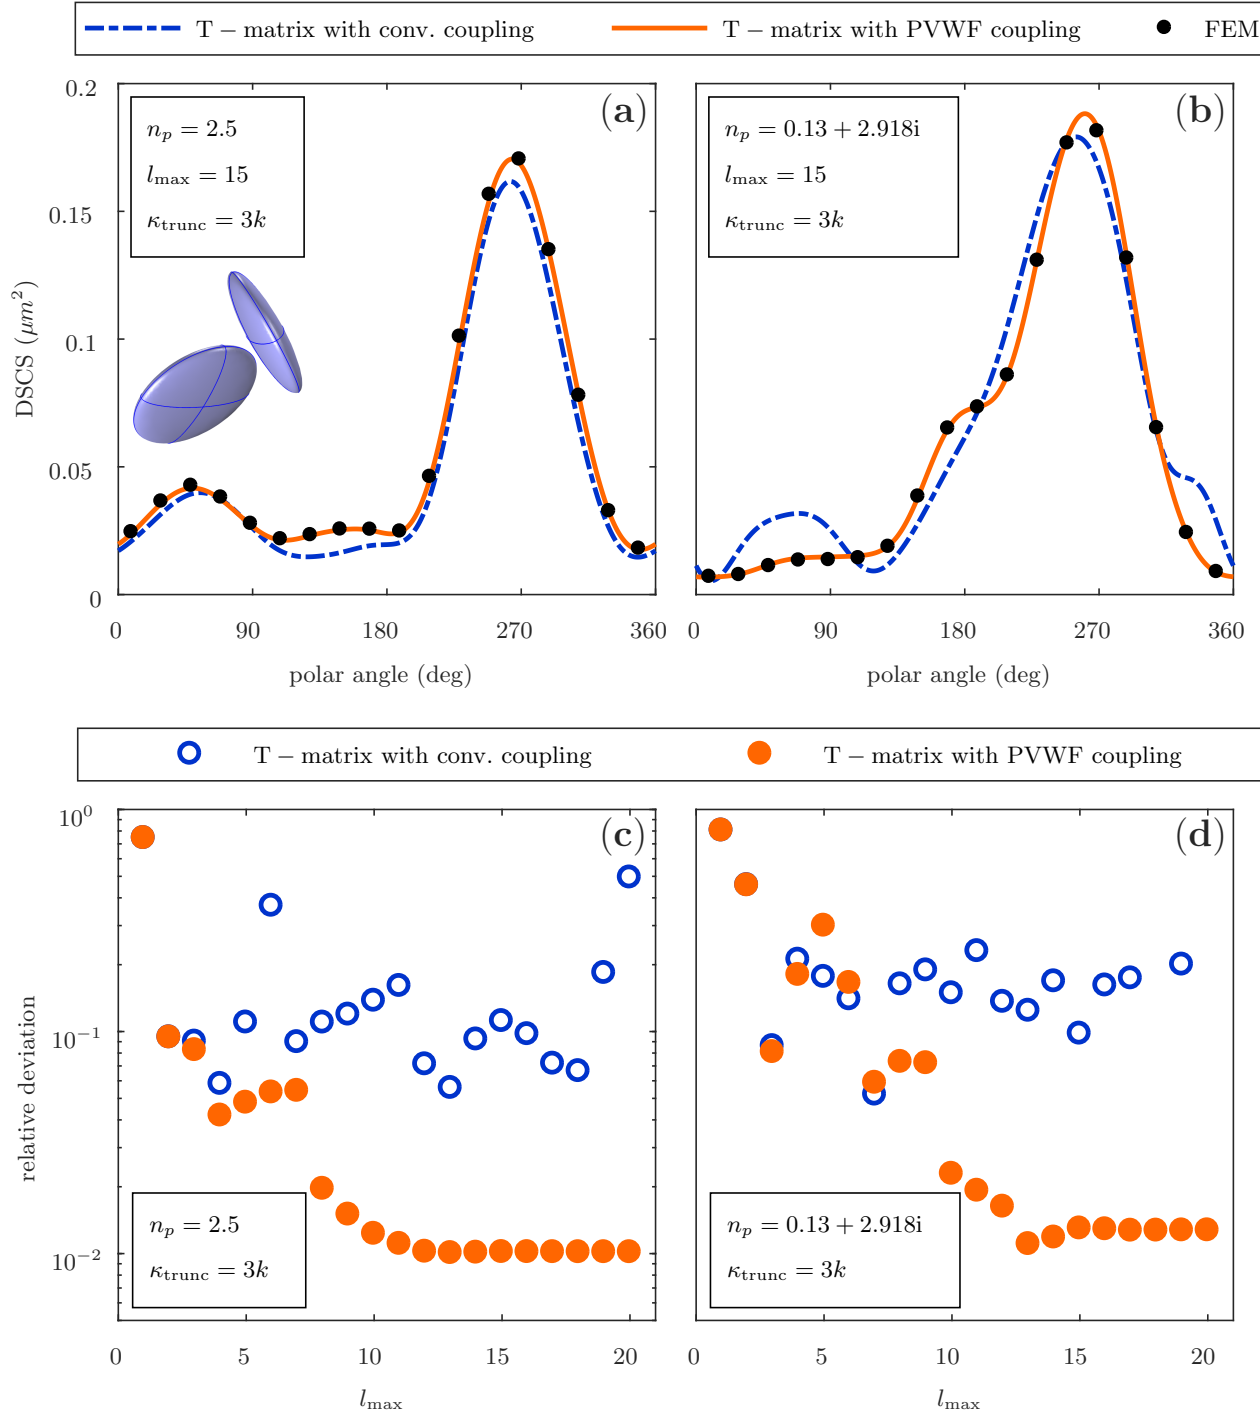 T − matrix with conv. coupling T − matrix with PVWF coupling FEM
(a) (b)
n_p = 2.5
l_max = 15
κ_trunc = 3k
n_p = 0.13 + 2.918i
l_max = 15
κ_trunc = 3k
DSCS (μm²)
0.2
0.15
0.1
0.05
0
0 90 180 270 360
0 90 180 270 360
polar angle (deg) polar angle (deg)
T − matrix with conv. coupling T − matrix with PVWF coupling
(c) (d)
relative deviation
10⁰
10⁻¹
10⁻²
n_p = 2.5
κ_trunc = 3k
n_p = 0.13 + 2.918i
κ_trunc = 3k
0 5 10 15 20
0 5 10 15 20
l_max l_max